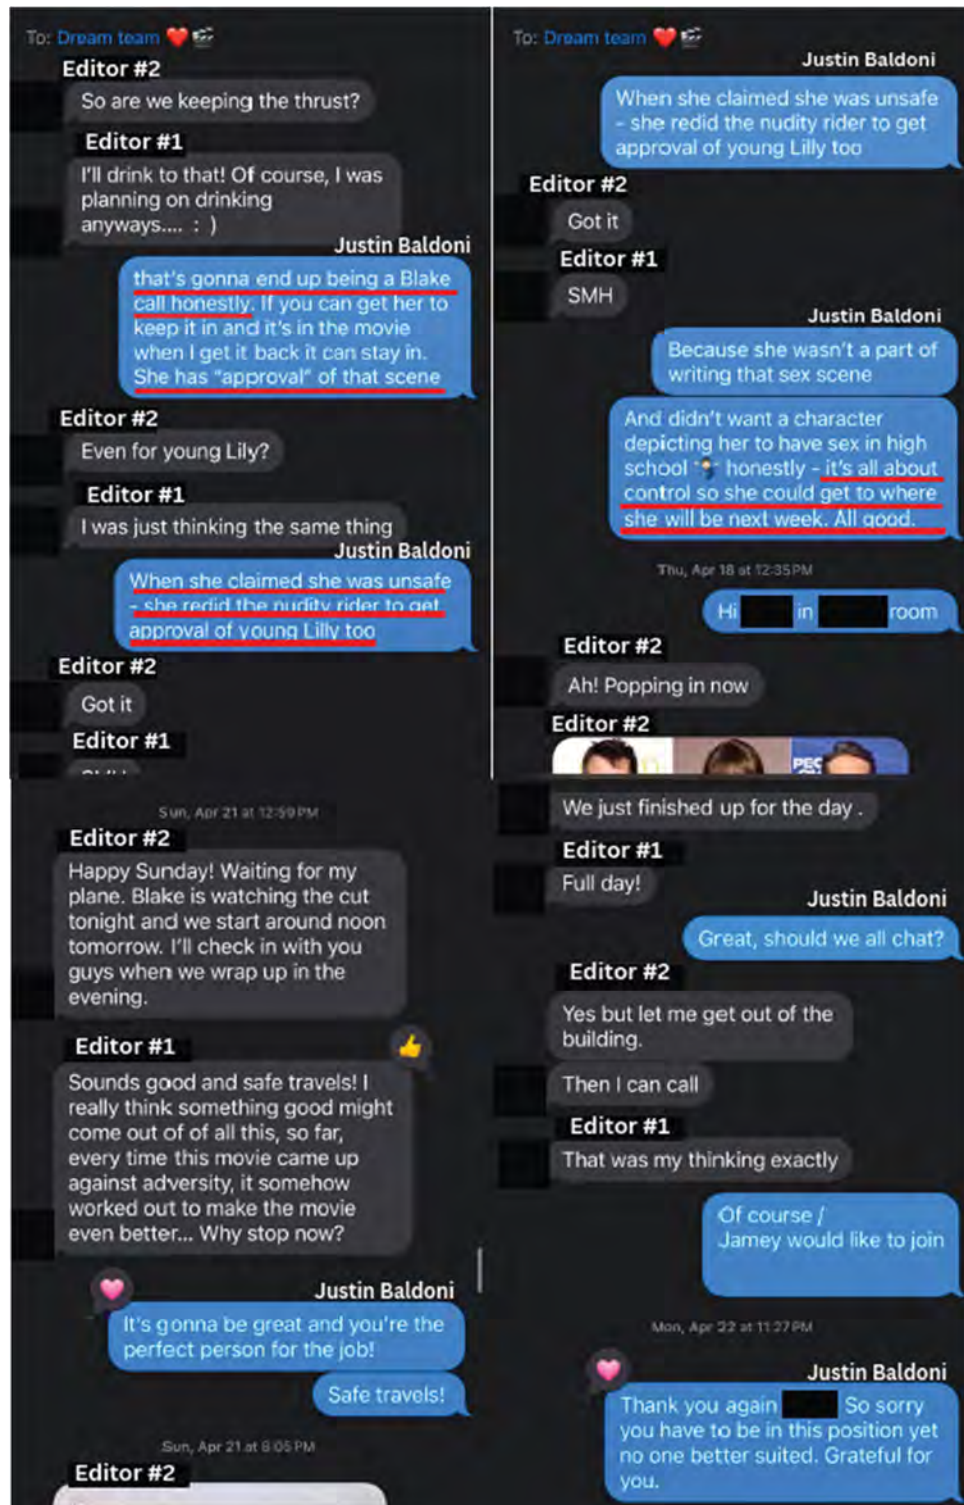 To: Dream team ❤️🎬
Editor #2
So are we keeping the thrust?
Editor #1
I'll drink to that! Of course, I was
planning on drinking
anyways.... : )
Justin Baldoni
that's gonna end up being a Blake
call honestly. If you can get her to
keep it in and it's in the movie
when I get it back it can stay in.
She has "approval" of that scene
Editor #2
Even for young Lily?
Editor #1
I was just thinking the same thing
Justin Baldoni
When she claimed she was unsafe
- she redid the nudity rider to get
approval of young Lilly too
Editor #2
Got it
Editor #1
To: Dream team ❤️🎬
Justin Baldoni
When she claimed she was unsafe
- she redid the nudity rider to get
approval of young Lilly too
Editor #2
Got it
Editor #1
SMH
Justin Baldoni
Because she wasn't a part of
writing that sex scene
And didn't want a character
depicting her to have sex in high
school 🤷‍♂️ honestly - it's all about
control so she could get to where
she will be next week. All good.
Thu, Apr 18 at 12:35 PM
Hi in room
Editor #2
Ah! Popping in now
Editor #2
Sun, Apr 21 at 12:59 PM
Editor #2
Happy Sunday! Waiting for my
plane. Blake is watching the cut
tonight and we start around noon
tomorrow. I'll check in with you
guys when we wrap up in the
evening.
Editor #1
Sounds good and safe travels! I
really think something good might
come out of of all this, so far,
every time this movie came up
against adversity, it somehow
worked out to make the movie
even better... Why stop now?
Justin Baldoni
It's gonna be great and you're the
perfect person for the job!
Safe travels!
Sun, Apr 21 at 6:05 PM
Editor #2
We just finished up for the day .
Editor #1
Full day!
Justin Baldoni
Great, should we all chat?
Editor #2
Yes but let me get out of the
building.
Then I can call
Editor #1
That was my thinking exactly
Of course /
Jamey would like to join
Mon, Apr 22 at 11:27 PM
Justin Baldoni
Thank you again So sorry
you have to be in this position yet
no one better suited. Grateful for
you.